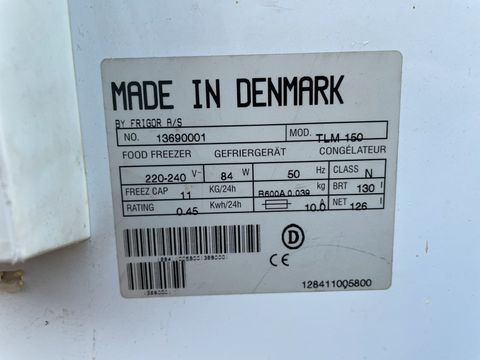 MADE IN DENMARK
BY FRIGOR A/S
NO. 13690001 MOD. TLM 150
FOOD FREEZER GEFRIERGERÄT CONGÉLATEUR
220-240 V~ 84 W 50 Hz CLASS N
FREEZ CAP 11 KG/24h R600A 0.039 kg BRT 130 l
RATING 0.45 Kwh/24h 10.0 A NET 126 l
D
CE
128411005800